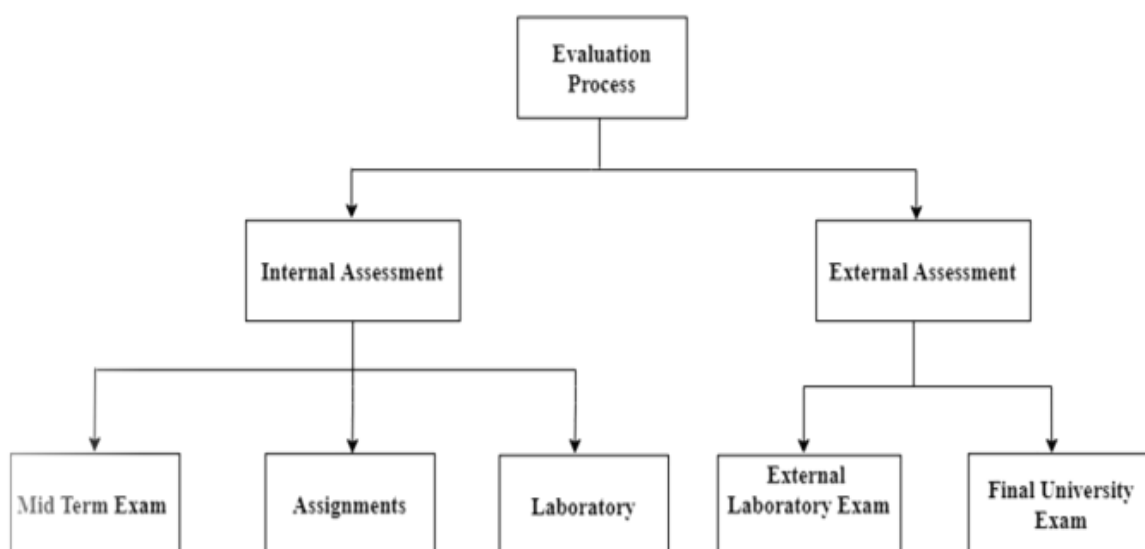 Evaluation
Process
Internal Assessment
External Assessment
Mid Term Exam
Assignments
Laboratory
External
Laboratory Exam
Final University
Exam